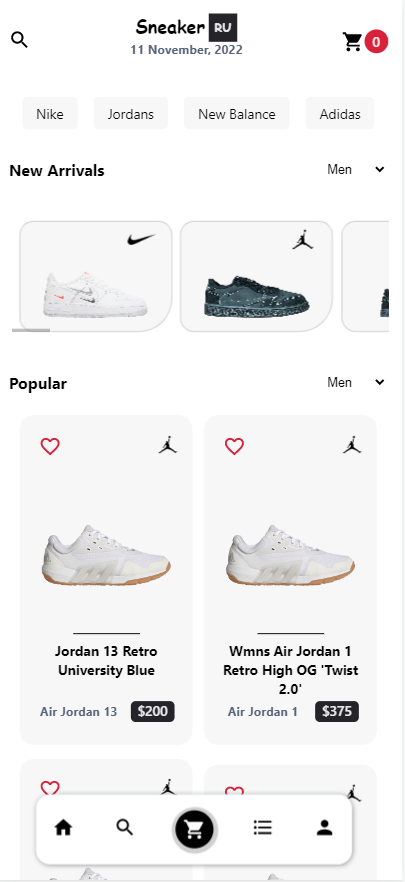 Sneaker RU
11 November, 2022
0
Nike
Jordans
New Balance
Adidas
New Arrivals
Men
Popular
Men
Jordan 13 Retro
University Blue
Air Jordan 13
$200
Wmns Air Jordan 1
Retro High OG 'Twist
2.0'
Air Jordan 1
$375